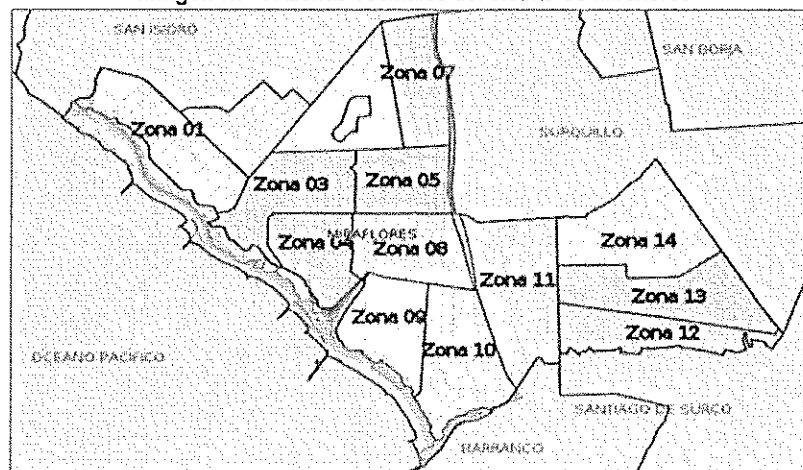 SAN ISIDRO
SAN BORJA
Zona 07
Zona 01
SURQUILLO
Zona 03
Zona 05
MIRAFLORES
Zona 04
Zona 08
Zona 14
Zona 11
Zona 13
Zona 09
Zona 10
Zona 12
OCEANO PACIFICO
SANTIAGO DE SURCO
BARRANCO